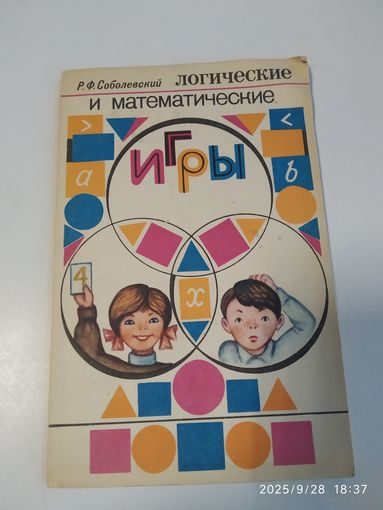 Р.Ф.Соболевский ЛОГИЧЕСКИЕ
И МАТЕМАТИЧЕСКИЕ
> <
а b
ИГРЫ
4
x
2025/9/28 18:37